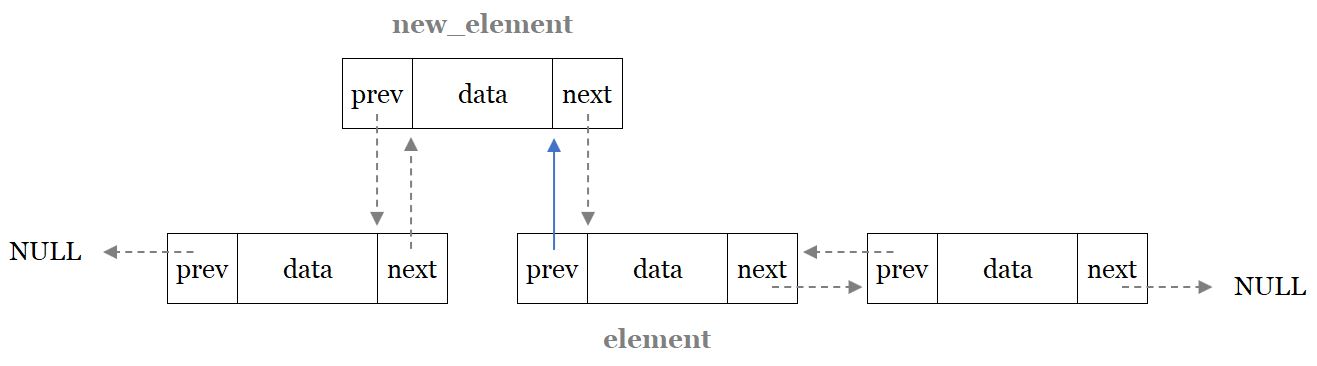 new_element
prev data next
NULL prev data next prev data next prev data next NULL
element